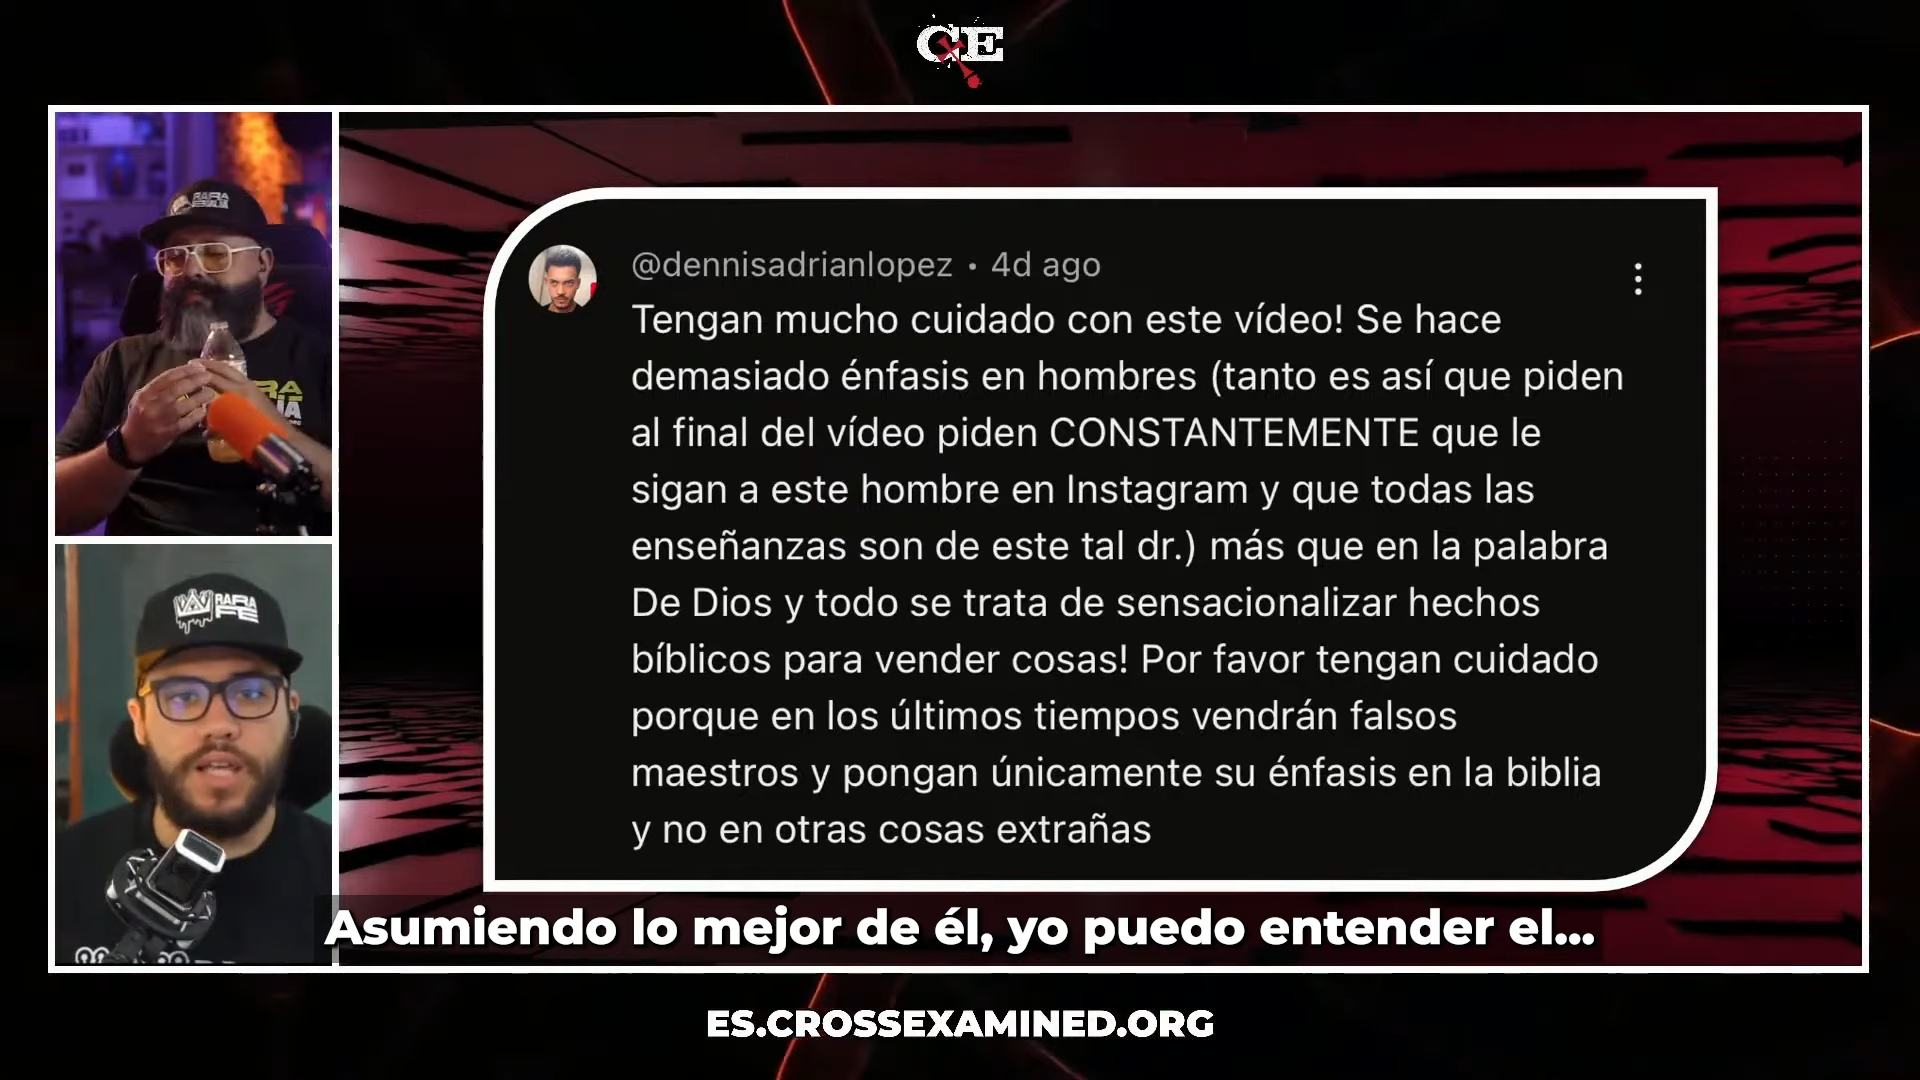 CE
@dennisadrianlopez • 4d ago
Tengan mucho cuidado con este vídeo! Se hace
demasiado énfasis en hombres (tanto es así que piden
al final del vídeo piden CONSTANTEMENTE que le
sigan a este hombre en Instagram y que todas las
enseñanzas son de este tal dr.) más que en la palabra
De Dios y todo se trata de sensacionalizar hechos
bíblicos para vender cosas! Por favor tengan cuidado
porque en los últimos tiempos vendrán falsos
maestros y pongan únicamente su énfasis en la biblia
y no en otras cosas extrañas
RARA
FE
Asumiendo lo mejor de él, yo puedo entender el...
ES.CROSSEXAMINED.ORG